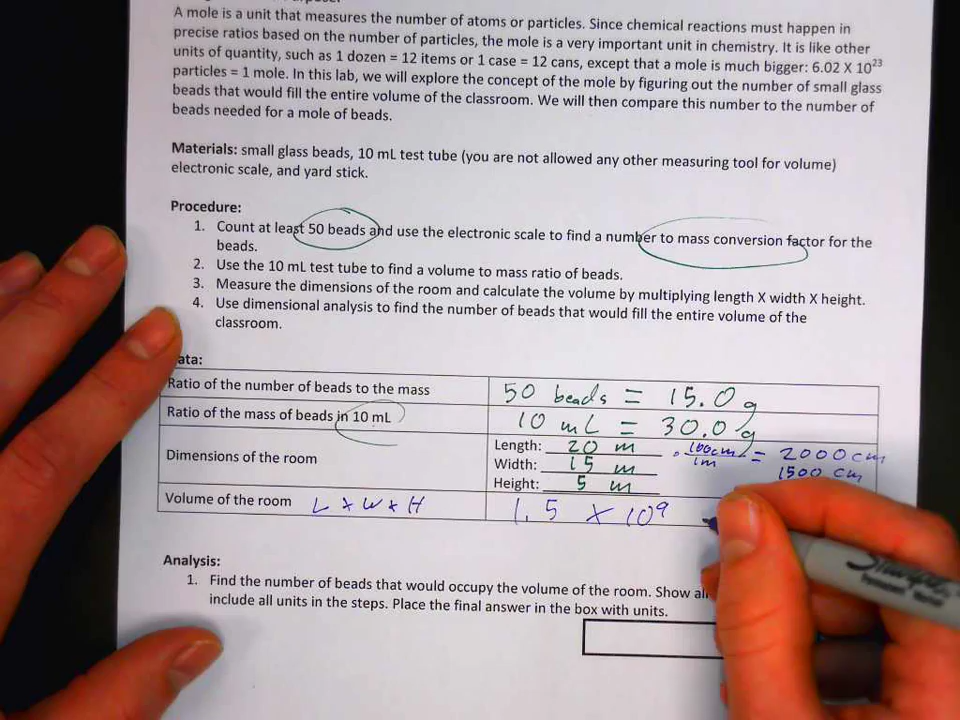 A mole is a unit that measures the number of atoms or particles. Since chemical reactions must happen in
precise ratios based on the number of particles, the mole is a very important unit in chemistry. It is like other
units of quantity, such as 1 dozen = 12 items or 1 case = 12 cans, except that a mole is much bigger: 6.02 X 10²³
particles = 1 mole. In this lab, we will explore the concept of the mole by figuring out the number of small glass
beads that would fill the entire volume of the classroom. We will then compare this number to the number of
beads needed for a mole of beads.
Materials: small glass beads, 10 mL test tube (you are not allowed any other measuring tool for volume)
electronic scale, and yard stick.
Procedure:
1. Count at least 50 beads and use the electronic scale to find a number to mass conversion factor for the
beads.
2. Use the 10 mL test tube to find a volume to mass ratio of beads.
3. Measure the dimensions of the room and calculate the volume by multiplying length X width X height.
4. Use dimensional analysis to find the number of beads that would fill the entire volume of the
classroom.
ata:
Ratio of the number of beads to the mass 50 beads = 15.0 g
Ratio of the mass of beads in 10 mL 10 mL = 30.0 g
Dimensions of the room
Length: 20 m · 100cm/1m = 2000 cm
Width: 15 m 1500 cm
Height: 5 m
Volume of the room L x W x H 1.5 x 10⁹
Analysis:
1. Find the number of beads that would occupy the volume of the room. Show all
include all units in the steps. Place the final answer in the box with units.
Sharpie